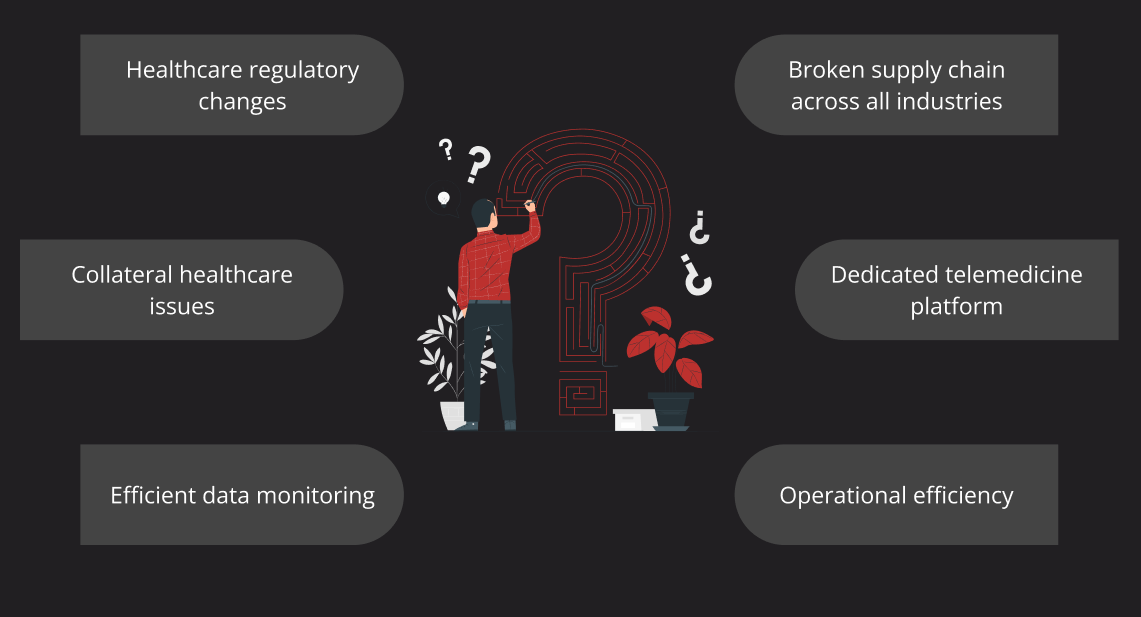 Healthcare regulatory
changes
Broken supply chain
across all industries
Collateral healthcare
issues
Dedicated telemedicine
platform
Efficient data monitoring
Operational efficiency